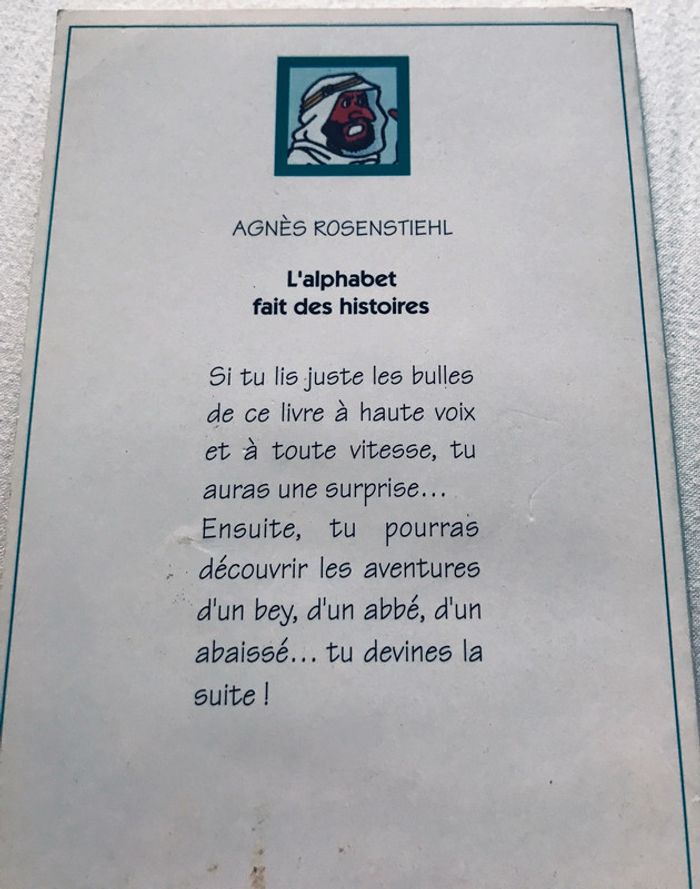 AGNÈS ROSENSTIEHL
L'alphabet
fait des histoires
Si tu lis juste les bulles
de ce livre à haute voix
et à toute vitesse, tu
auras une surprise...
Ensuite, tu pourras
découvrir les aventures
d'un bey, d'un abbé, d'un
abaissé... tu devines la
suite !